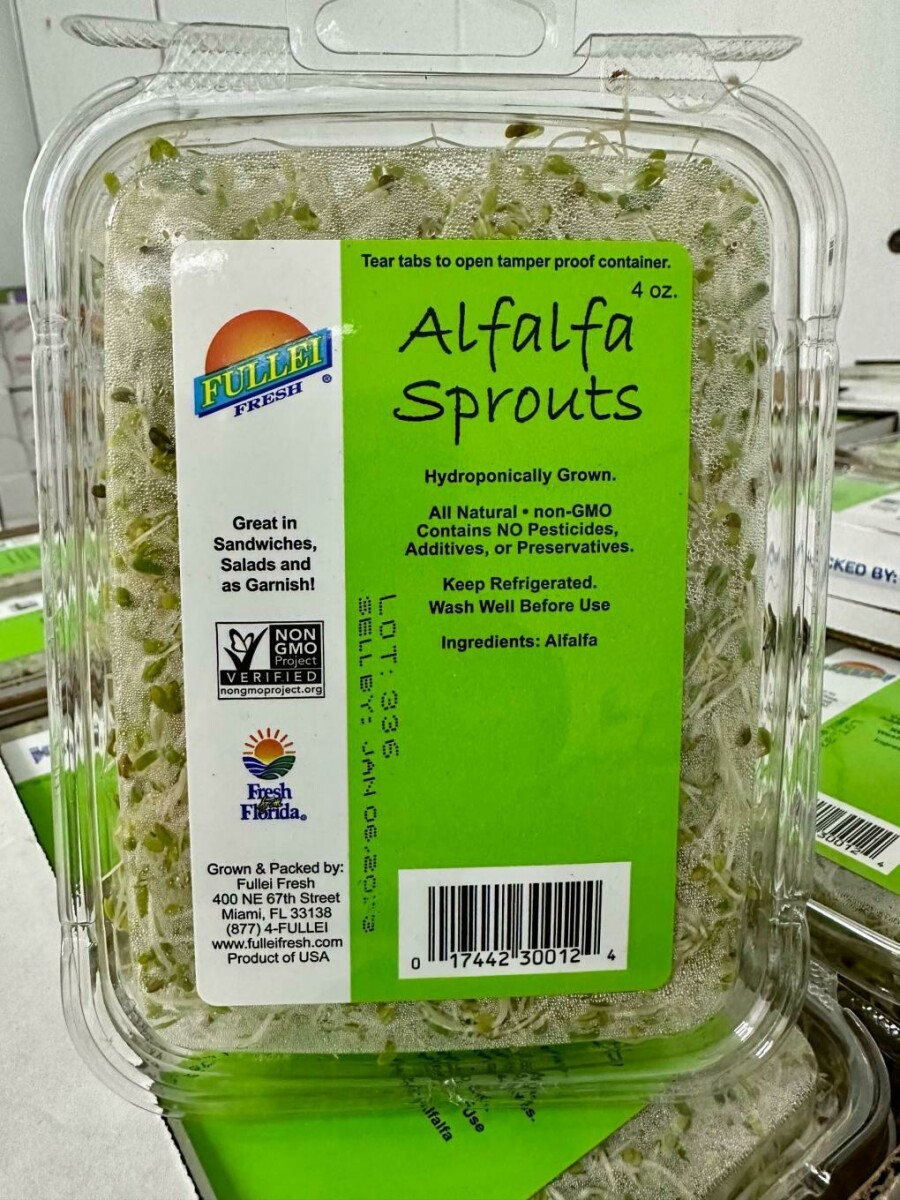 Tear tabs to open tamper proof container.
4 oz.
Alfalfa
Sprouts
FULLEI
FRESH ®
Hydroponically Grown.
All Natural • non-GMO
Contains NO Pesticides,
Additives, or Preservatives.
Keep Refrigerated.
Wash Well Before Use
Ingredients: Alfalfa
Great in
Sandwiches,
Salads and
as Garnish!
NON
GMO
Project
VERIFIED
nongmoproject.org
Fresh
Florida®
LOT: 336
SELL BY: JAN 06, 2023
Grown & Packed by:
Fullei Fresh
400 NE 67th Street
Miami, FL 33138
(877) 4-FULLEI
www.fulleifresh.com
Product of USA
0 17442 30012 4
CKED BY:
30012 4
Use
Alfalfa